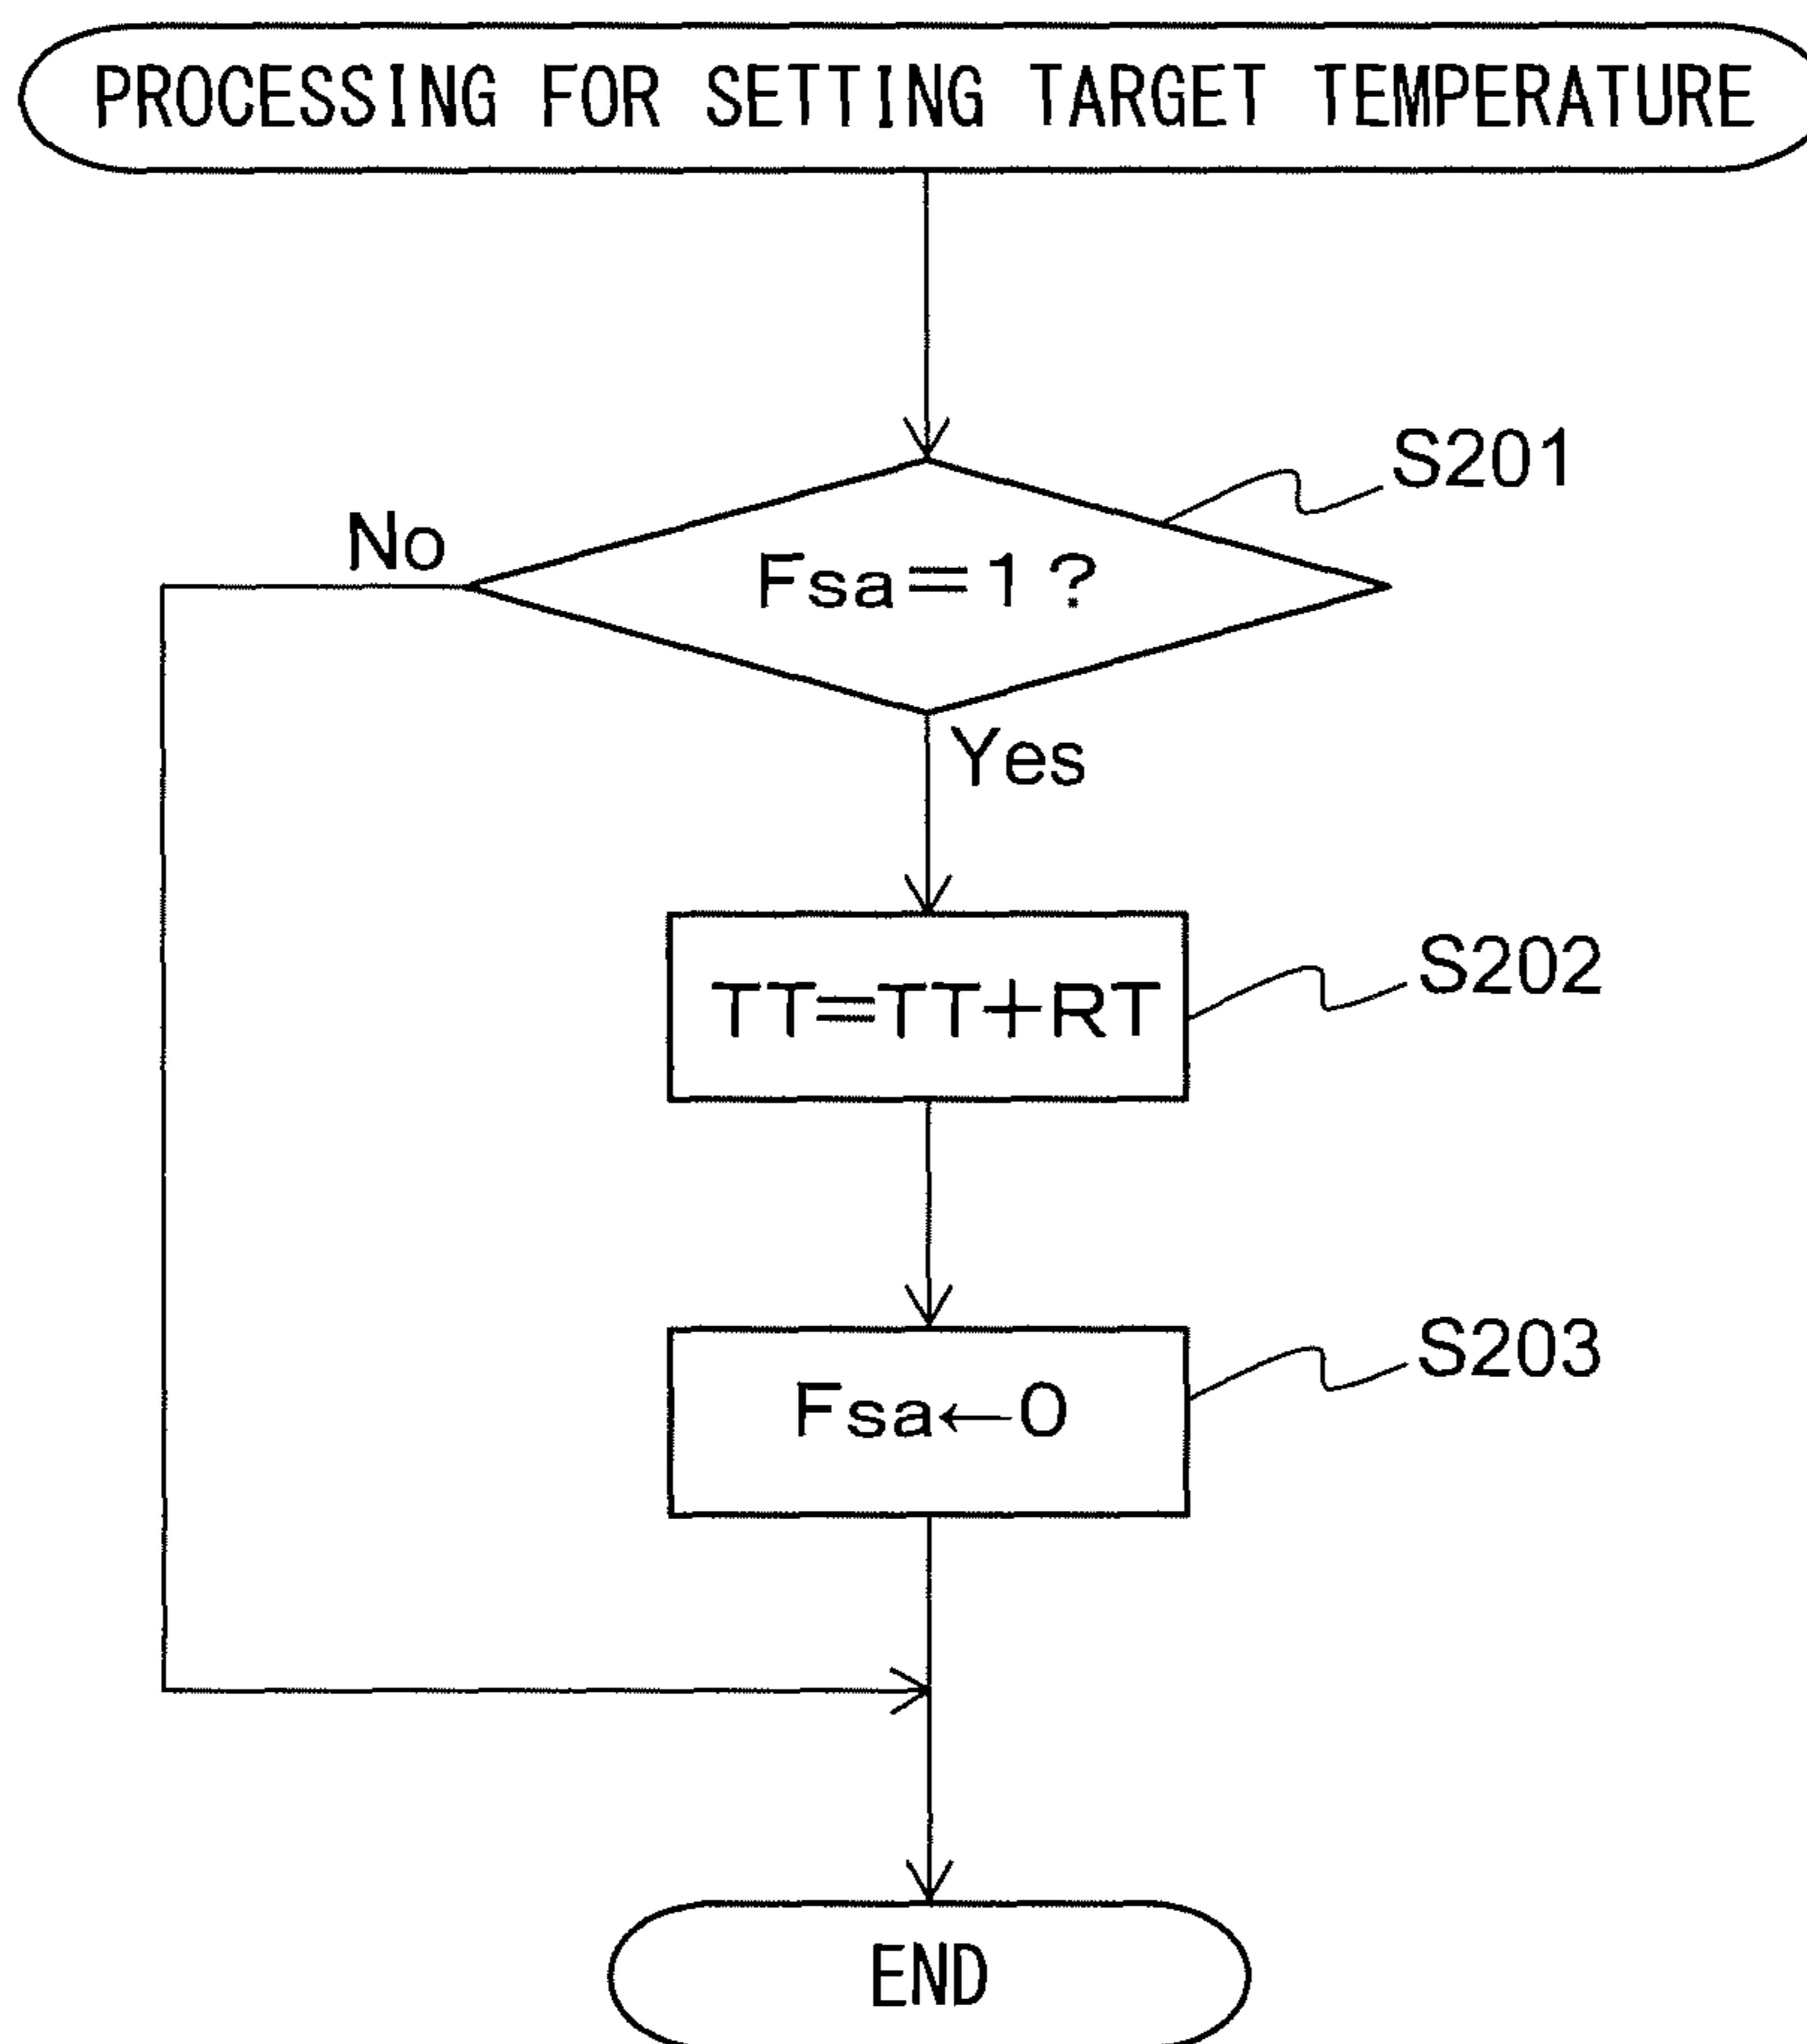 PROCESSING FOR SETTING TARGET TEMPERATURE
S201
No
Fsa=1?
Yes
S202
TT=TT+RT
S203
Fsa←0
END